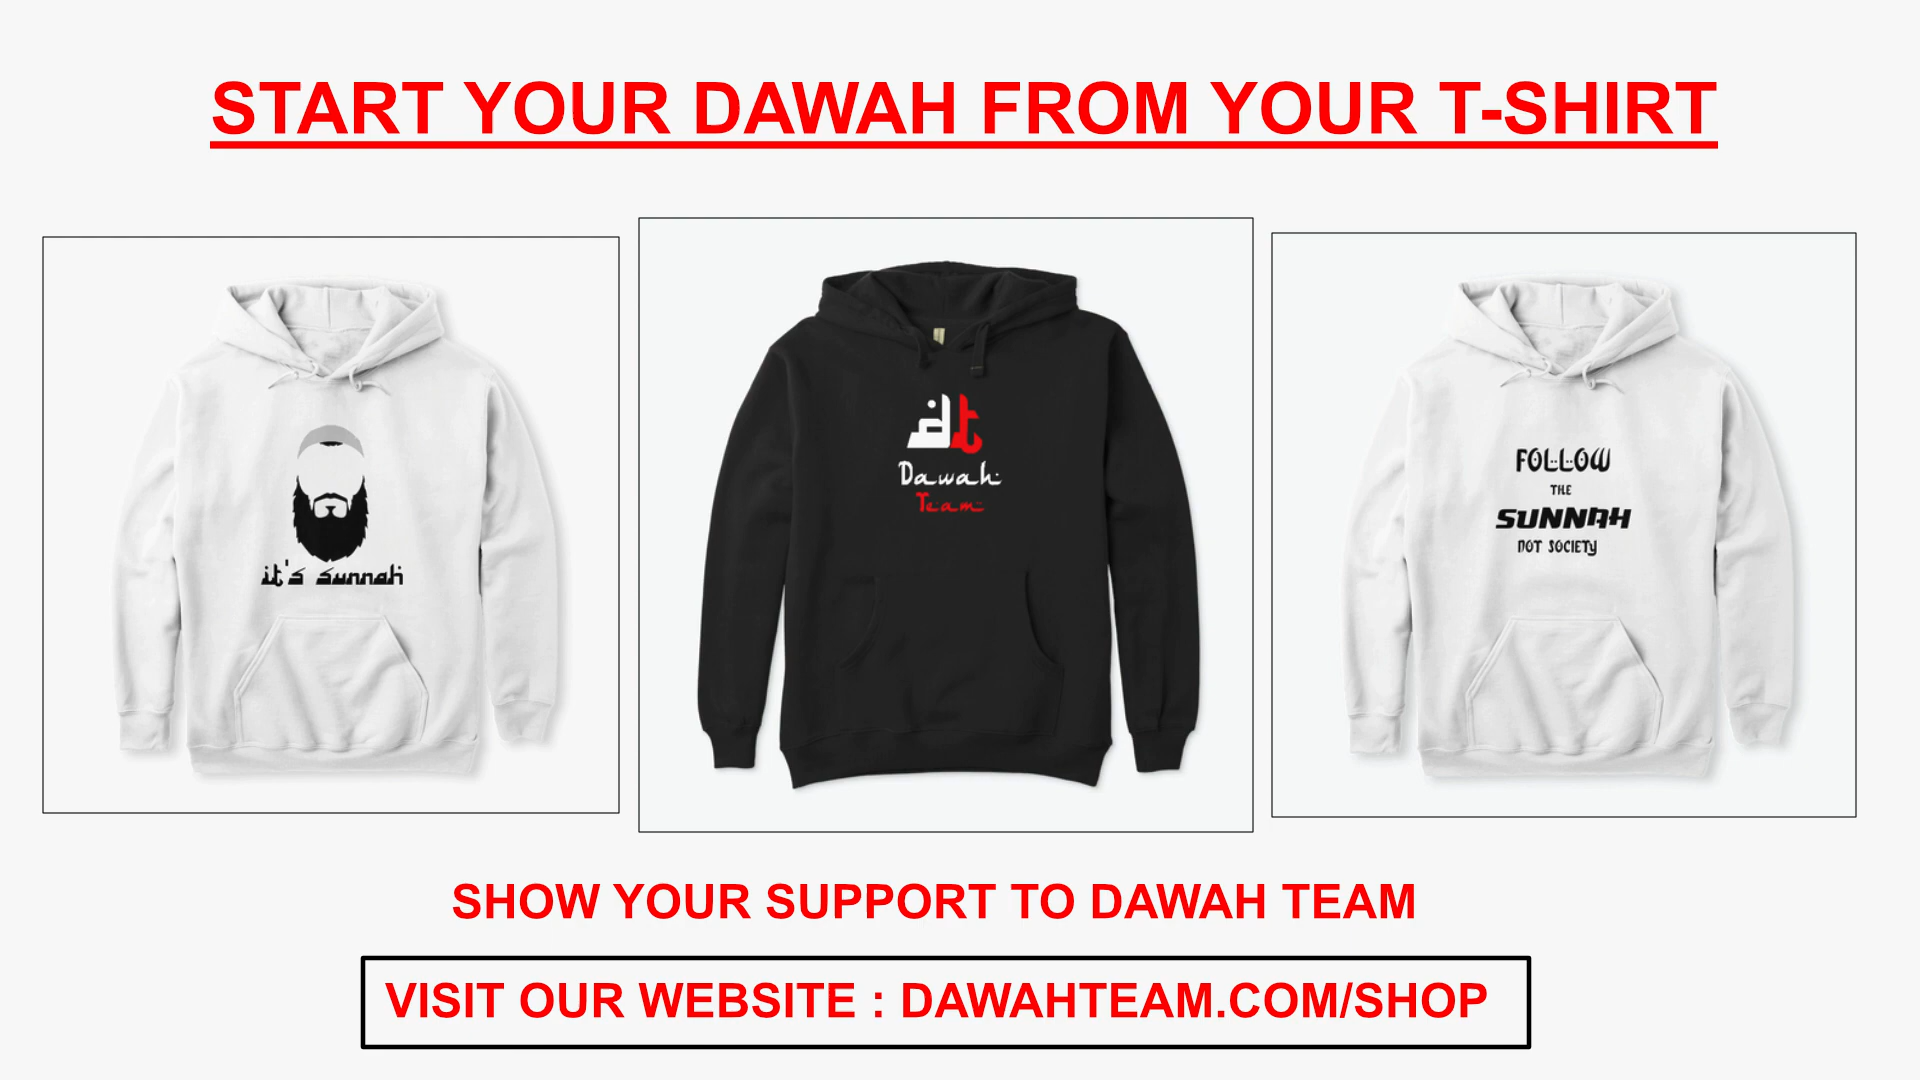 START YOUR DAWAH FROM YOUR T-SHIRT
it's sunnah
dt
Dawah
Team
FOLLOW
THE
SUNNAH
NOT SOCIETY
SHOW YOUR SUPPORT TO DAWAH TEAM
VISIT OUR WEBSITE : DAWAHTEAM.COM/SHOP